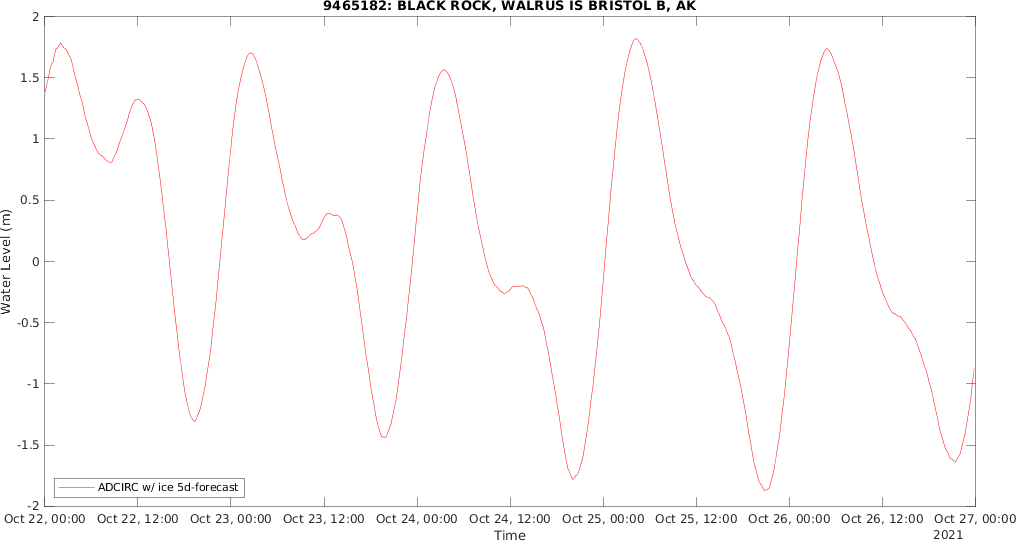 9465182: BLACK ROCK, WALRUS IS BRISTOL B, AK
2
1.5
1
0.5
0
-0.5
-1
-1.5
-2
Water Level (m)
ADCIRC w/ ice 5d-forecast
Oct 22, 00:00 Oct 22, 12:00 Oct 23, 00:00 Oct 23, 12:00 Oct 24, 00:00 Oct 24, 12:00 Oct 25, 00:00 Oct 25, 12:00 Oct 26, 00:00 Oct 26, 12:00 Oct 27, 00:00
Time
2021